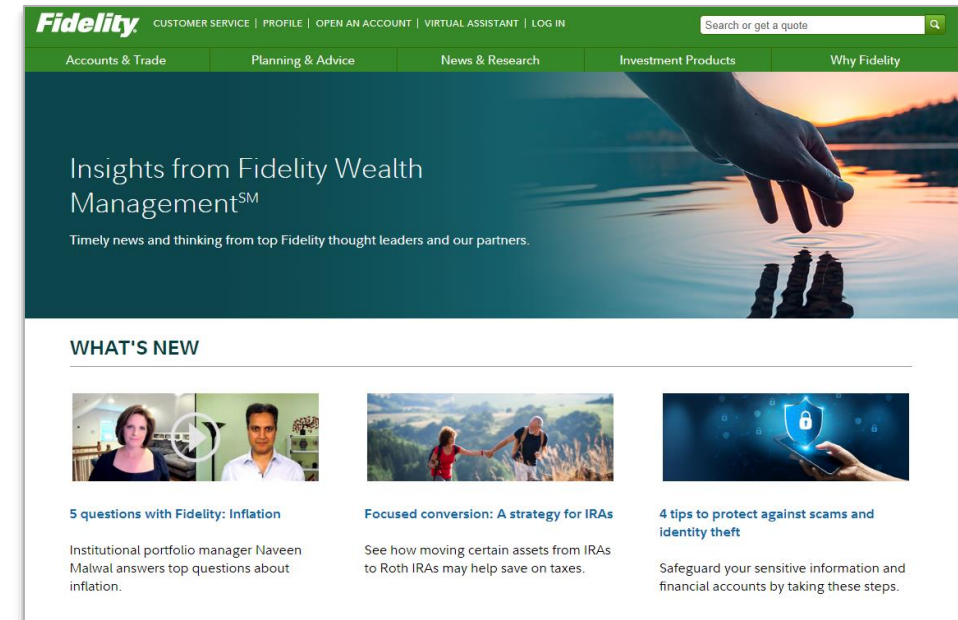 Fidelity
CUSTOMER SERVICE | PROFILE | OPEN AN ACCOUNT | VIRTUAL ASSISTANT | LOG IN
Search or get a quote
Accounts & Trade
Planning & Advice
News & Research
Investment Products
Why Fidelity
Insights from Fidelity Wealth
Management℠
Timely news and thinking from top Fidelity thought leaders and our partners.
WHAT'S NEW
5 questions with Fidelity: Inflation
Institutional portfolio manager Naveen
Malwal answers top questions about
inflation.
Focused conversion: A strategy for IRAs
See how moving certain assets from IRAs
to Roth IRAs may help save on taxes.
4 tips to protect against scams and
identity theft
Safeguard your sensitive information and
financial accounts by taking these steps.